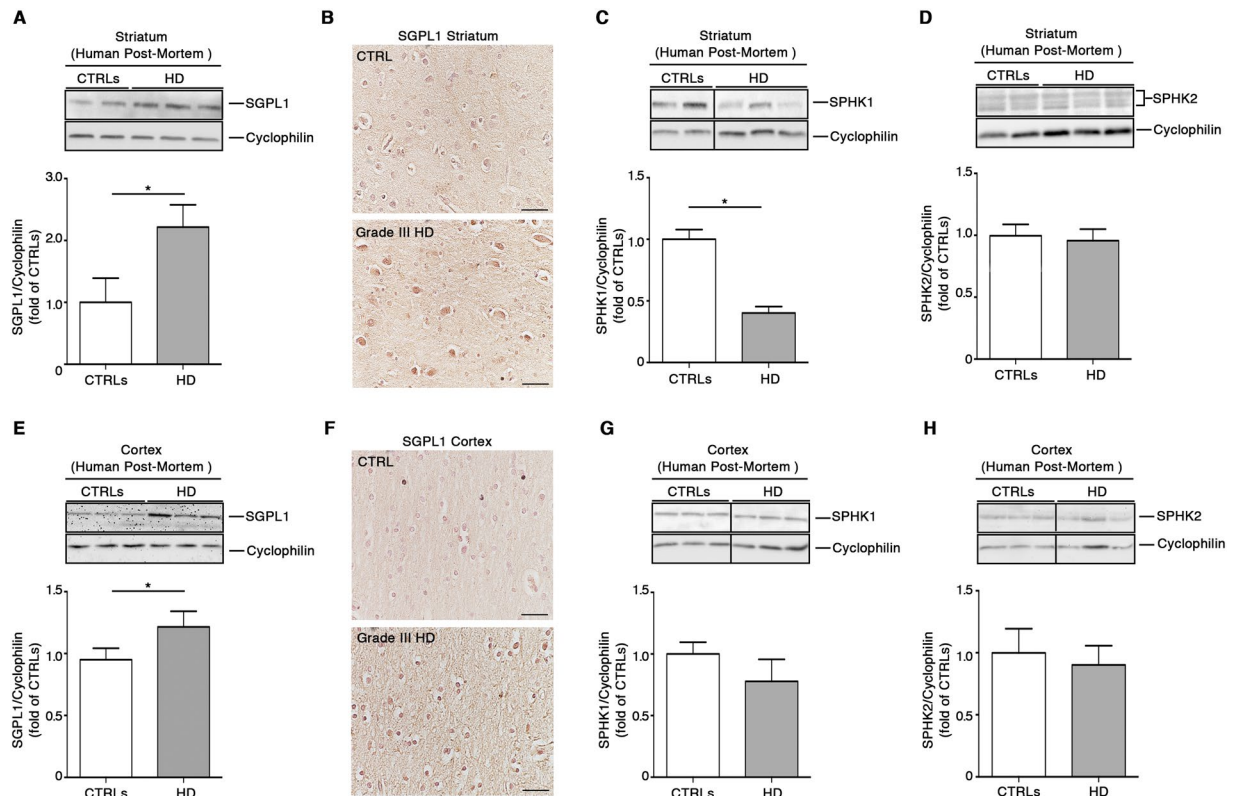 A
Striatum
(Human Post-Mortem )
CTRLs HD
SGPL1
Cyclophilin
3.0
*
2.0
1.0
0
SGPL1/Cyclophilin
(fold of CTRLs)
CTRLs HD
B
SGPL1 Striatum
CTRL
Grade III HD
C
Striatum
(Human Post-Mortem )
CTRLs HD
SPHK1
Cyclophilin
1.5
*
1.0
0.5
0
SPHK1/Cyclophilin
(fold of CTRLs)
CTRLs HD
D
Striatum
(Human Post-Mortem )
CTRLs HD
SPHK2
Cyclophilin
1.5
1.0
0.5
0
SPHK2/Cyclophilin
(fold of CTRLs)
CTRLs HD
E
Cortex
(Human Post-Mortem )
CTRLs HD
SGPL1
Cyclophilin
1.5
*
1.0
0.5
0
SGPL1/Cyclophilin
(fold of CTRLs)
CTRLs HD
F
SGPL1 Cortex
CTRL
Grade III HD
G
Cortex
(Human Post-Mortem )
CTRLs HD
SPHK1
Cyclophilin
1.5
1.0
0.5
0
SPHK1/Cyclophilin
(fold of CTRLs)
CTRLs HD
H
Cortex
(Human Post-Mortem )
CTRLs HD
SPHK2
Cyclophilin
1.5
1.0
0.5
0
SPHK2/Cyclophilin
(fold of CTRLs)
CTRLs HD